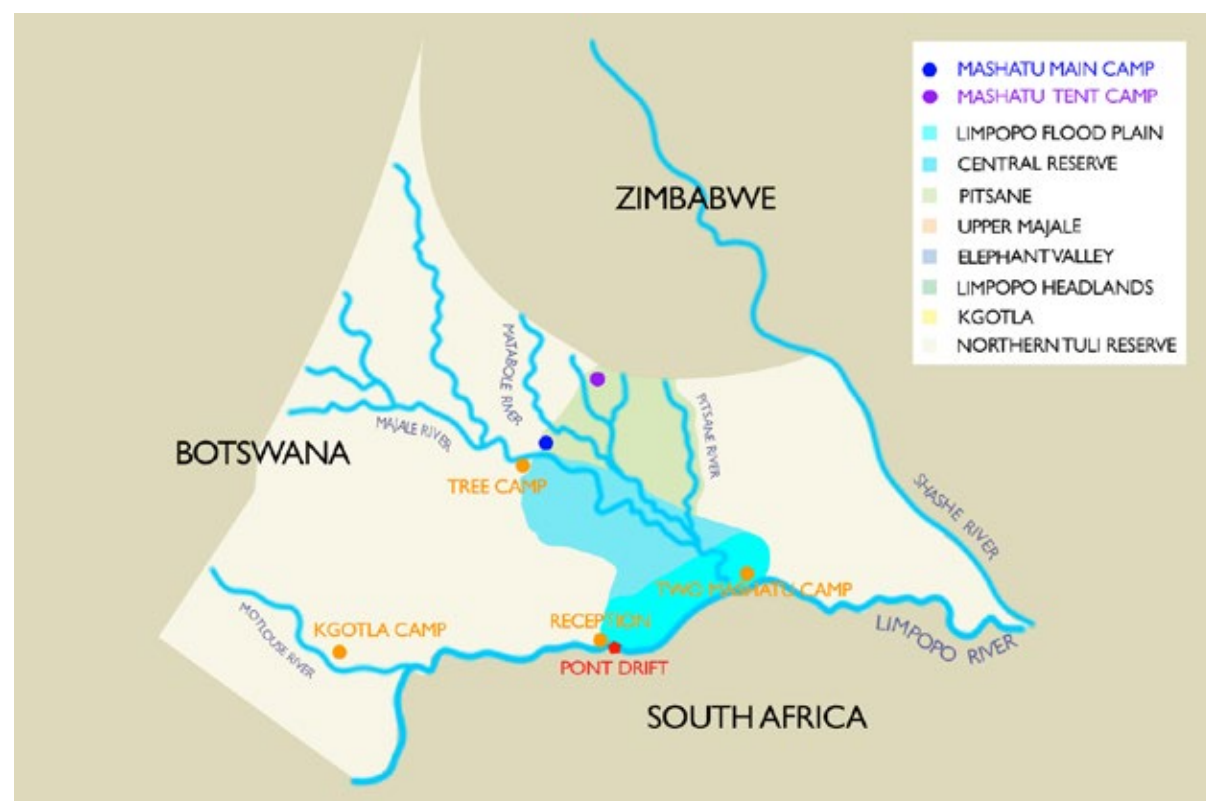 MASHATU MAIN CAMP
MASHATU TENT CAMP
LIMPOPO FLOOD PLAIN
CENTRAL RESERVE
PITSANE
UPPER MAJALE
ELEPHANT VALLEY
LIMPOPO HEADLANDS
KGOTLA
NORTHERN TULI RESERVE
ZIMBABWE
MATABOLE RIVER
PITSANE RIVER
MAJALE RIVER
BOTSWANA
TREE CAMP
SHASHE RIVER
TWO MASHATU CAMP
MOTLOUSE RIVER
KGOTLA CAMP
RECEPTION
LIMPOPO RIVER
PONT DRIFT
SOUTH AFRICA